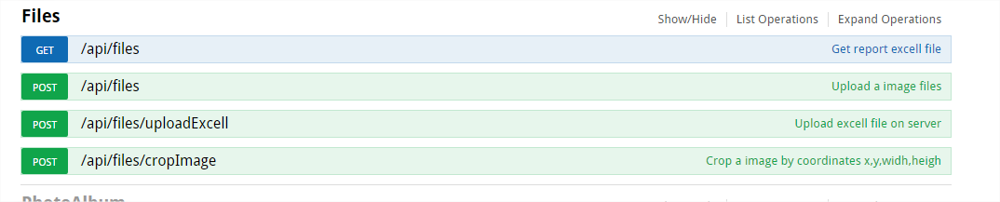 Files
Show/Hide List Operations Expand Operations
GET /api/files Get report excell file
POST /api/files Upload a image files
POST /api/files/uploadExcell Upload excell file on server
POST /api/files/cropImage Crop a image by coordinates x,y,widh,heigh
PhotoAlbum